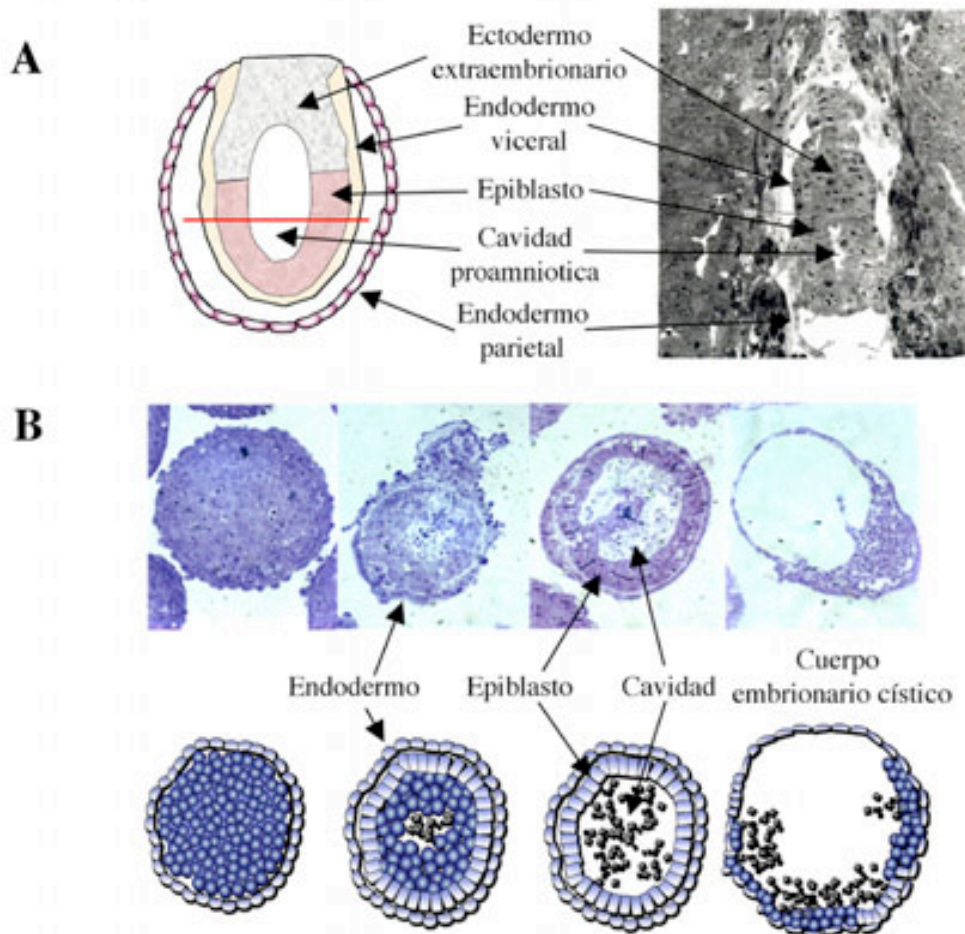 A
Ectodermo
extraembrionario
Endodermo
viceral
Epiblasto
Cavidad
proamniotica
Endodermo
parietal
B
Endodermo
Epiblasto
Cavidad
Cuerpo
embrionario cístico